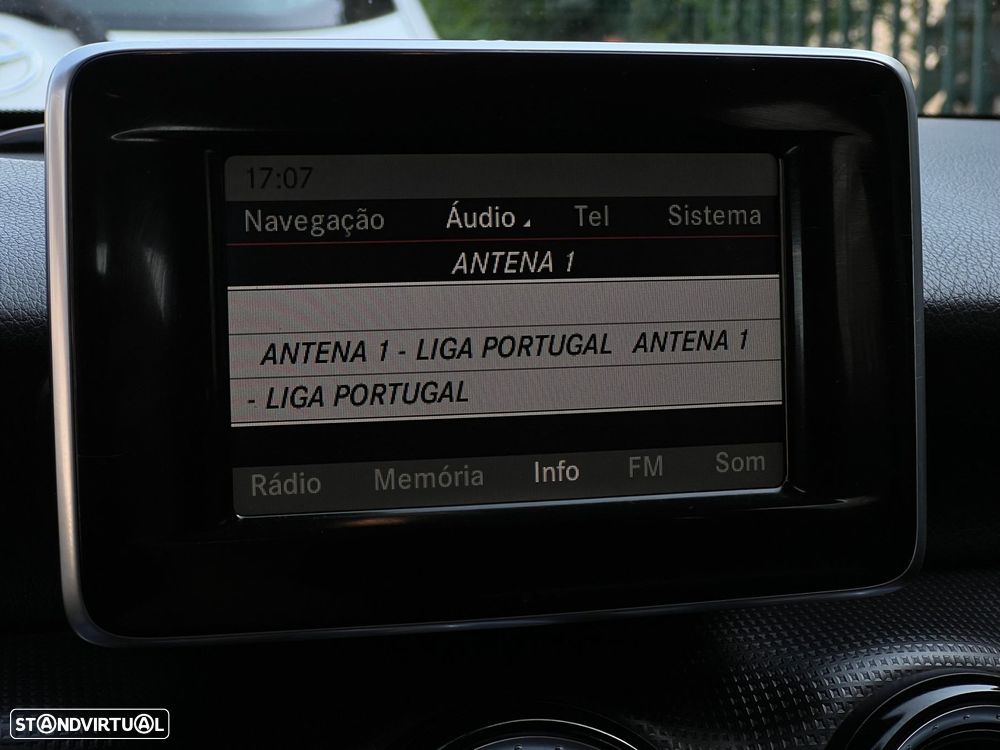 17:07
Navegação Áudio Tel Sistema
ANTENA 1
ANTENA 1 - LIGA PORTUGAL ANTENA 1
- LIGA PORTUGAL
Rádio Memória Info FM Som
STANDVIRTUAL